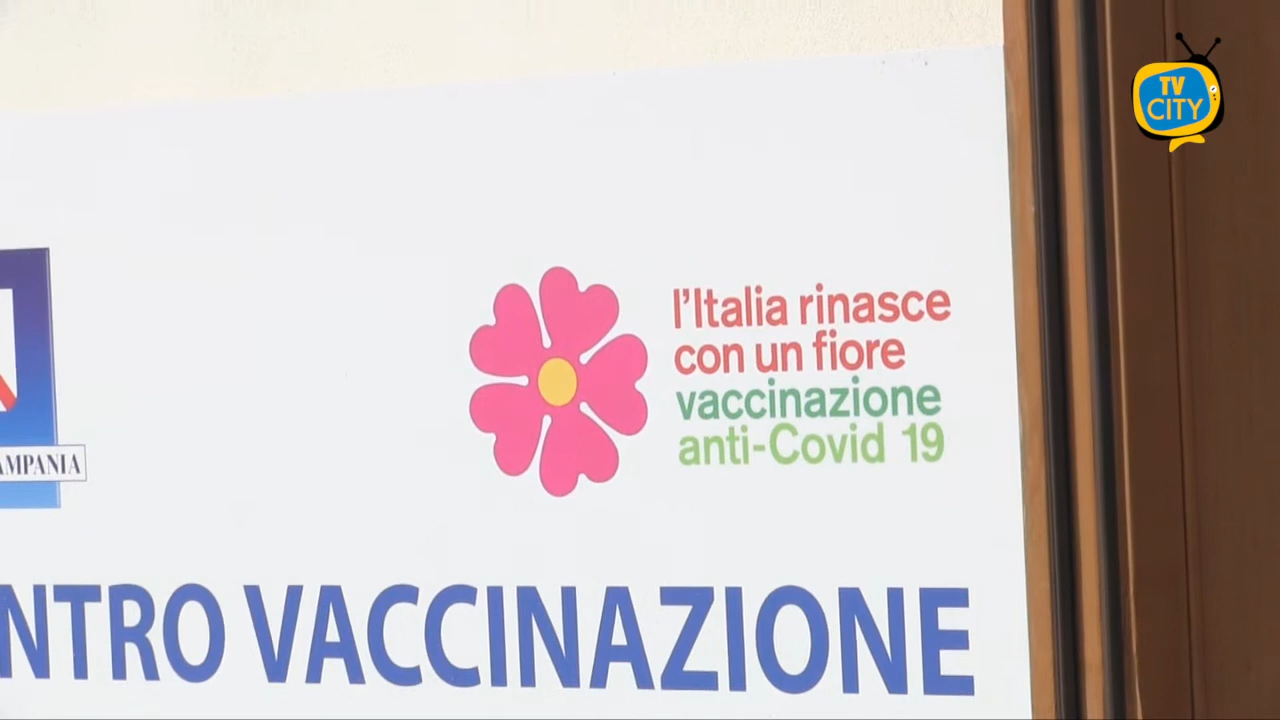 TV
CITY
l'Italia rinasce
con un fiore
vaccinazione
anti-Covid 19
AMPANIA
NTRO VACCINAZIONE